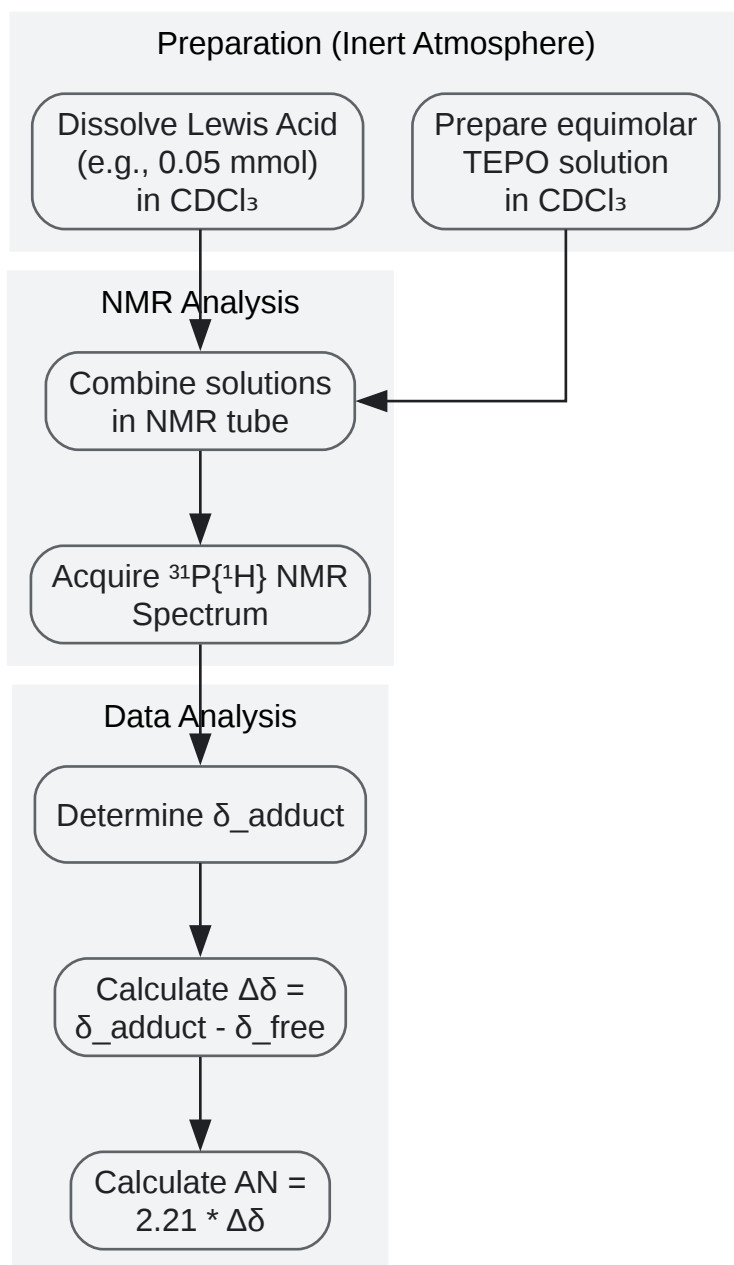 Preparation (Inert Atmosphere)
Dissolve Lewis Acid
(e.g., 0.05 mmol)
in CDCl₃
Prepare equimolar
TEPO solution
in CDCl₃
NMR Analysis
Combine solutions
in NMR tube
Acquire ³¹P{¹H} NMR
Spectrum
Data Analysis
Determine δ_adduct
Calculate Δδ =
δ_adduct - δ_free
Calculate AN =
2.21 * Δδ